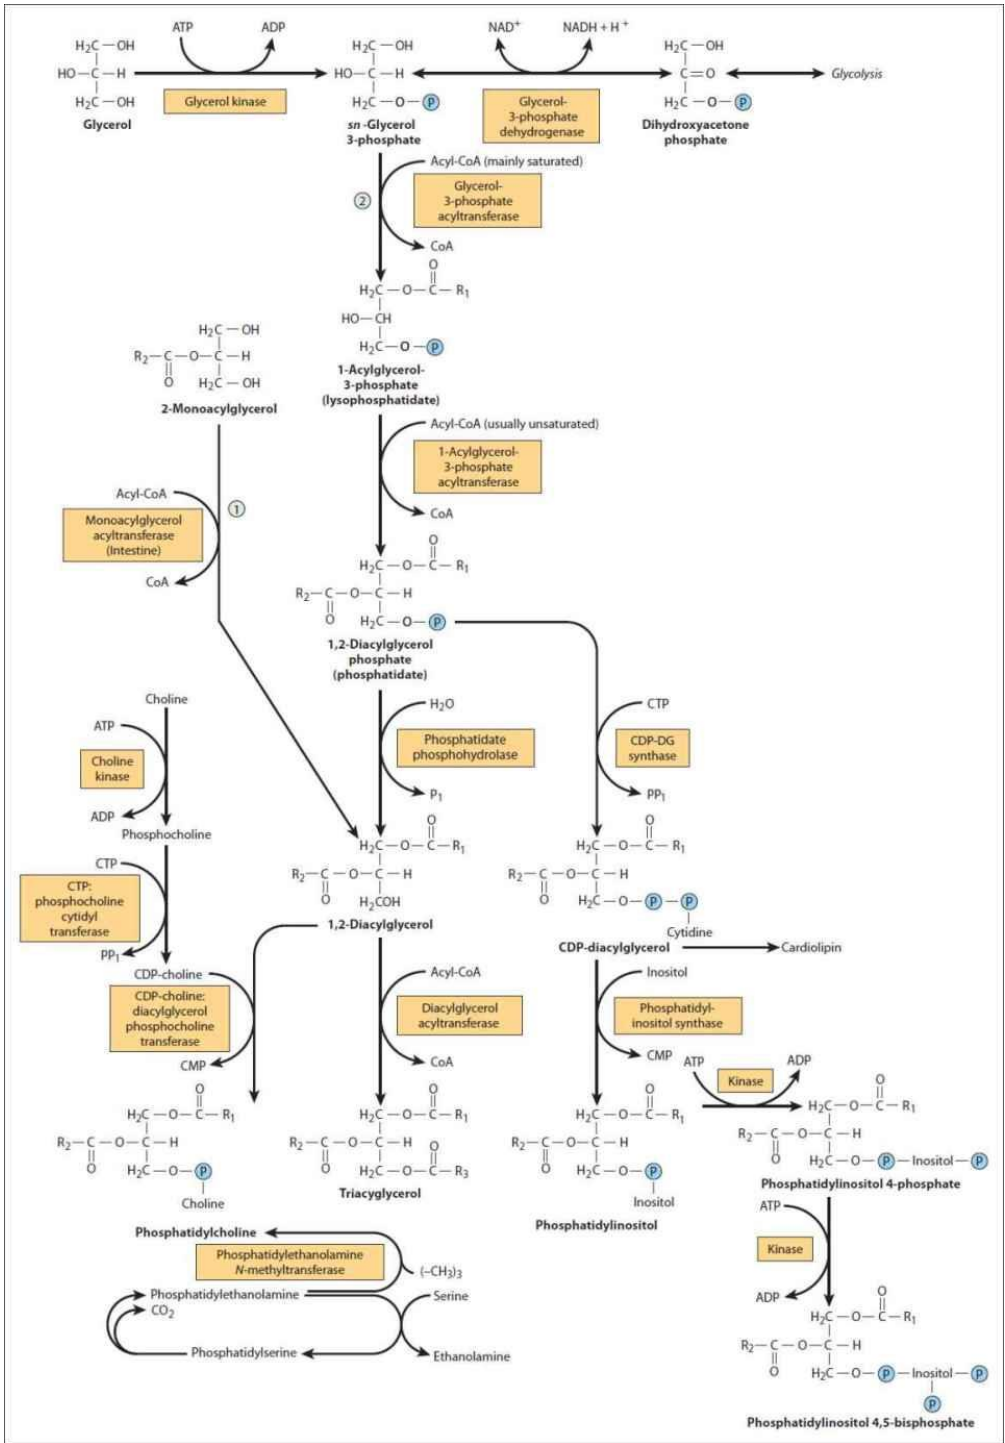 ATP ADP NAD+ NADH + H+
H2C — OH H2C — OH H2C — OH
HO — C — H HO — C — H C = O Glycolysis
H2C — OH Glycerol kinase H2C — O — P Glycerol- H2C — O — P
Glycerol sn-Glycerol 3-phosphate Dihydroxyacetone
3-phosphate dehydrogenase phosphate
Acyl-CoA (mainly saturated)
2 Glycerol-
3-phosphate
acyltransferase
CoA
O
H2C — O — C — R1
HO — CH
H2C — O — P
1-Acylglycerol-
3-phosphate
(lysophosphatidate)
H2C — OH
R2 — C — O — C — H
O H2C — OH
2-Monoacylglycerol
Acyl-CoA (usually unsaturated)
1-Acylglycerol-
3-phosphate
acyltransferase
CoA
Acyl-CoA
1
Monoacylglycerol
acyltransferase
(Intestine)
CoA
O
H2C — O — C — R1
R2 — C — O — C — H
O H2C — O — P
1,2-Diacylglycerol
phosphate
(phosphatidate)
H2O CTP
Phosphatidate CDP-DG
phosphohydrolase synthase
P1 PP1
Choline
ATP
Choline
kinase
ADP
Phosphocholine
CTP
CTP:
phosphocholine
cytidyl
transferase
PP1
CDP-choline
CDP-choline:
diacylglycerol
phosphocholine
transferase
CMP
O
H2C — O — C — R1
R2 — C — O — C — H
O H2COH
1,2-Diacylglycerol
O
H2C — O — C — R1
R2 — C — O — C — H
O H2C — O — P — P
Cytidine
CDP-diacylglycerol Cardiolipin
Acyl-CoA
Diacylglycerol
acyltransferase
CoA
Inositol
Phosphatidyl-
inositol synthase
CMP
O
H2C — O — C — R1
R2 — C — O — C — H
O H2C — O — P
Choline
Phosphatidylcholine
O
H2C — O — C — R1
R2 — C — O — C — H O
O H2C — O — C — R3
Triacyglycerol
O
H2C — O — C — R1
R2 — C — O — C — H
O H2C — O — P
Inositol
Phosphatidylinositol
ATP ADP
Kinase
O
H2C — O — C — R1
R2 — C — O — C — H
O H2C — O — P — Inositol — P
Phosphatidylinositol 4-phosphate
ATP
Kinase
ADP
O
H2C — O — C — R1
R2 — C — O — C — H
O H2C — O — P — Inositol — P
P
Phosphatidylinositol 4,5-bisphosphate
Phosphatidylethanolamine
N-methyltransferase
(–CH3)3
Phosphatidylethanolamine Serine
CO2
Phosphatidylserine Ethanolamine